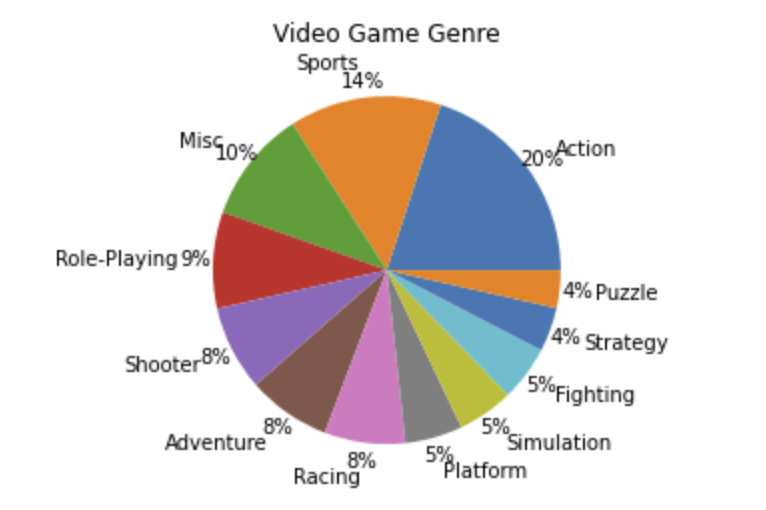 Video Game Genre
Sports
14%
Action
20%
Misc
10%
Role-Playing 9%
4% Puzzle
4% Strategy
Shooter 8%
5% Fighting
Adventure 8%
5% Simulation
Racing 8%
5% Platform